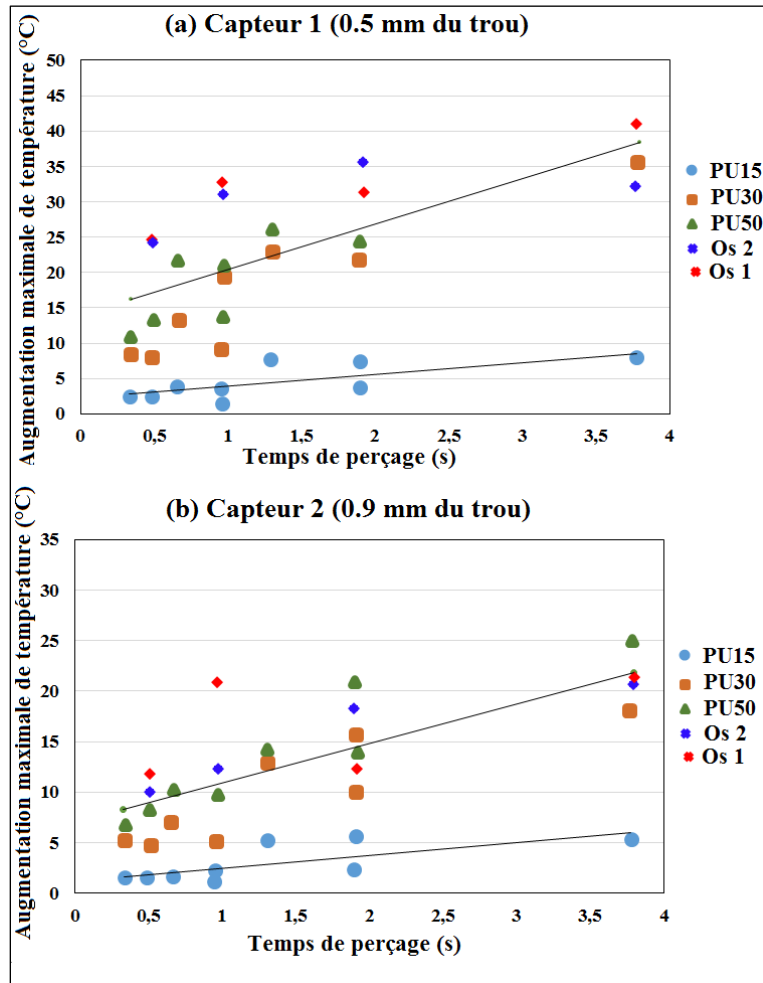 (a) Capteur 1 (0.5 mm du trou)
Augmentation maximale de température (°C)
50
45
40
35
30
25
20
15
10
5
0
0 0,5 1 1,5 2 2,5 3 3,5 4
Temps de perçage (s)
PU15
PU30
PU50
Os 2
Os 1
(b) Capteur 2 (0.9 mm du trou)
Augmentation maximale de température (°C)
35
30
25
20
15
10
5
0
0 0,5 1 1,5 2 2,5 3 3,5 4
Temps de perçage (s)
PU15
PU30
PU50
Os 2
Os 1